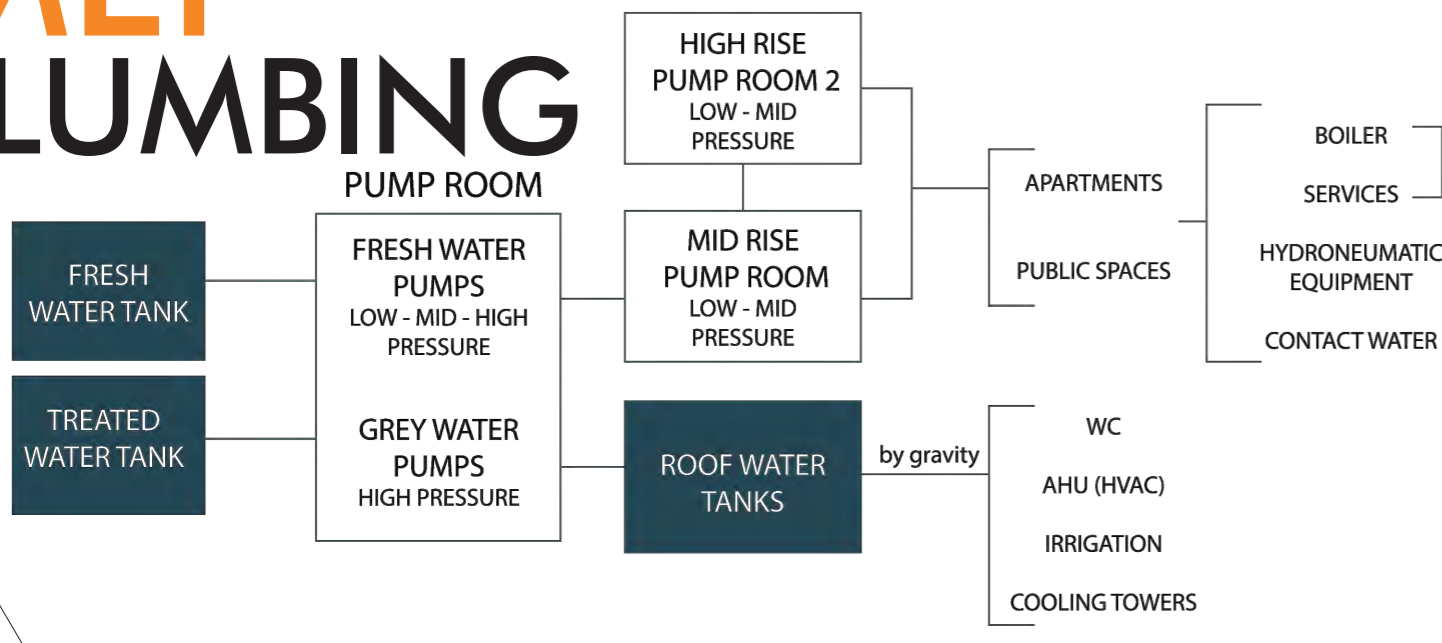 LUMBING
PUMP ROOM
FRESH
WATER TANK
TREATED
WATER TANK
FRESH WATER
PUMPS
LOW - MID - HIGH
PRESSURE
GREY WATER
PUMPS
HIGH PRESSURE
HIGH RISE
PUMP ROOM 2
LOW - MID
PRESSURE
MID RISE
PUMP ROOM
LOW - MID
PRESSURE
ROOF WATER
TANKS
by gravity
APARTMENTS
PUBLIC SPACES
BOILER
SERVICES
HYDRONEUMATIC
EQUIPMENT
CONTACT WATER
WC
AHU (HVAC)
IRRIGATION
COOLING TOWERS